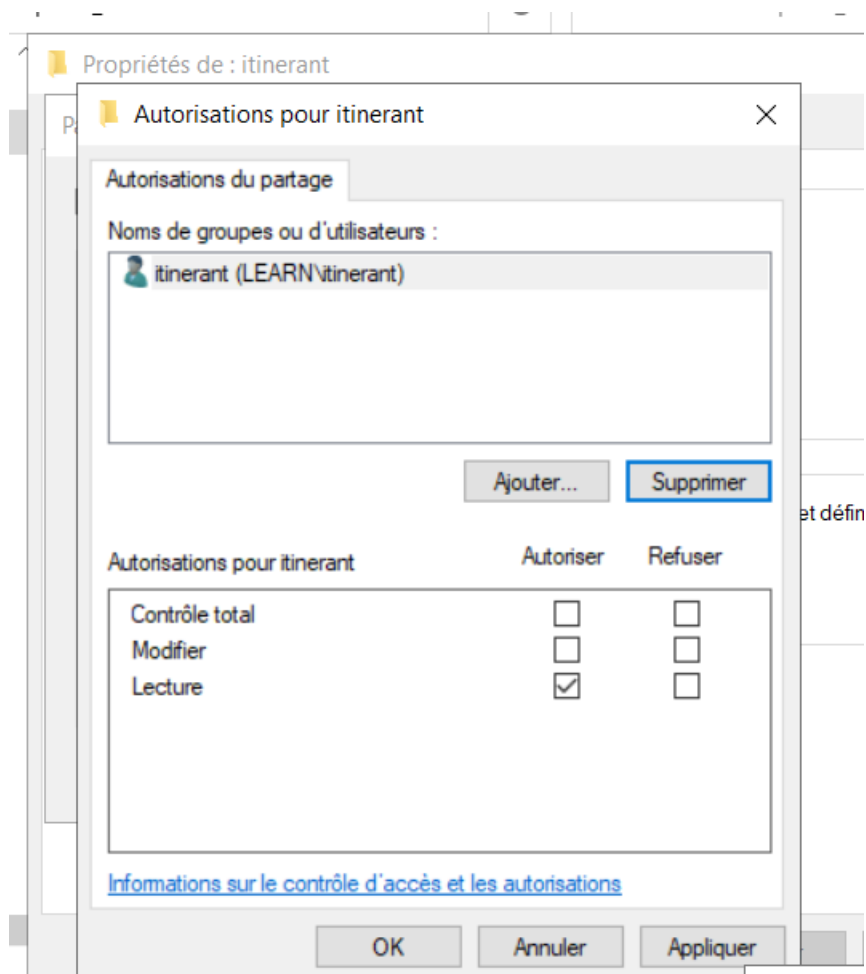 Propriétés de : itinerant
Autorisations pour itinerant
Autorisations du partage
Noms de groupes ou d'utilisateurs :
itinerant (LEARN\itinerant)
Ajouter...
Supprimer
Autorisations pour itinerant
Autoriser
Refuser
Contrôle total
Modifier
Lecture
Informations sur le contrôle d'accès et les autorisations
OK
Annuler
Appliquer